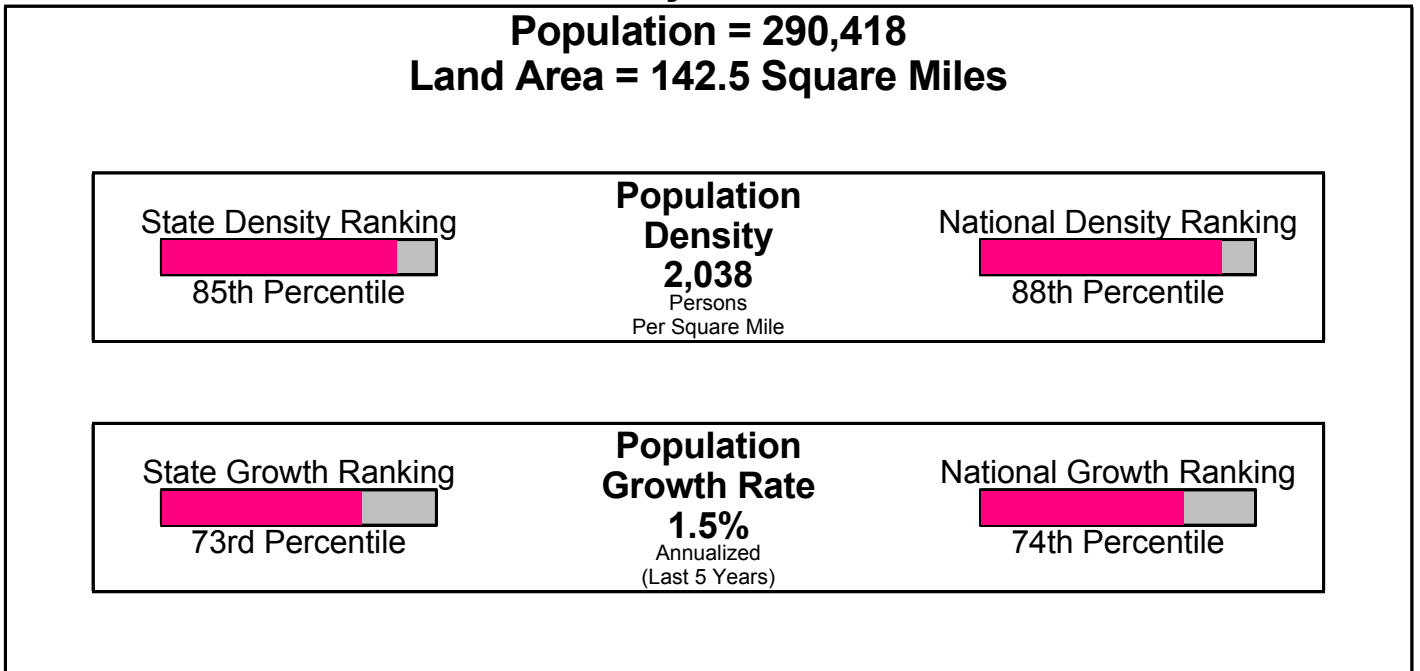 Population = 290,418
Land Area = 142.5 Square Miles
State Density Ranking
85th Percentile
Population
Density
2,038
Persons
Per Square Mile
National Density Ranking
88th Percentile
State Growth Ranking
73rd Percentile
Population
Growth Rate
1.5%
Annualized
(Last 5 Years)
National Growth Ranking
74th Percentile